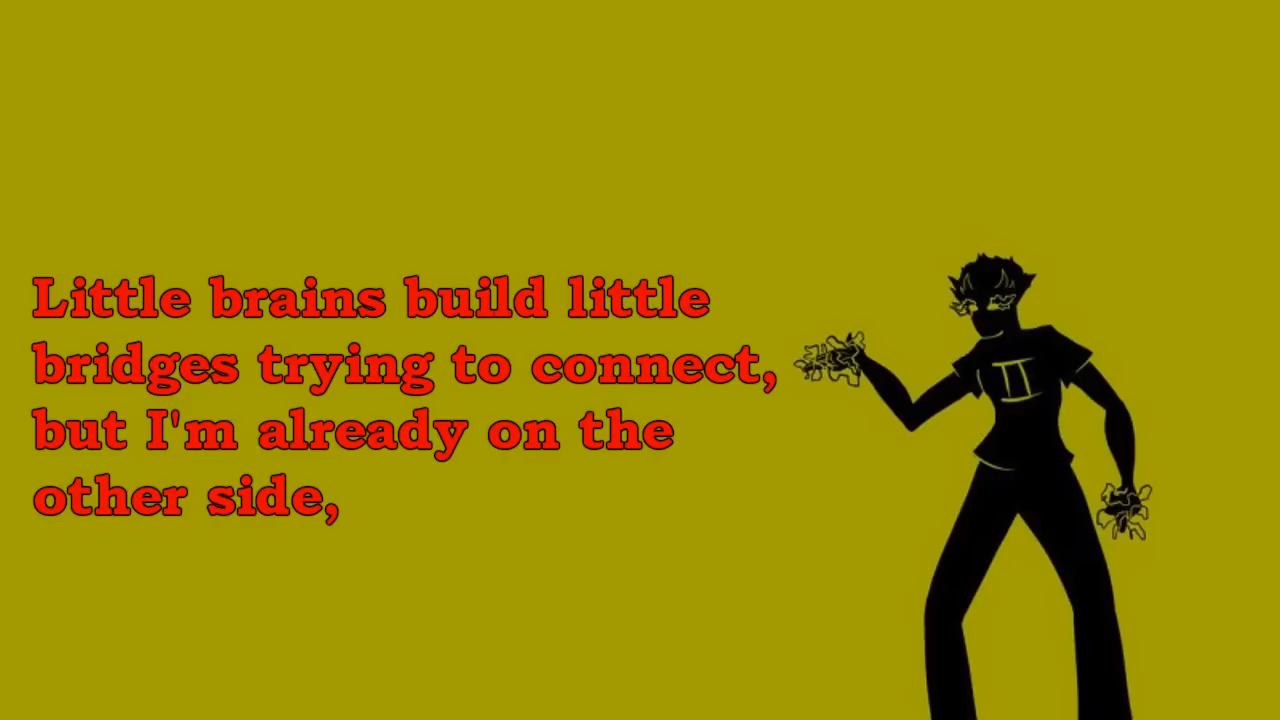 Little brains build little
bridges trying to connect,
but I'm already on the
other side,